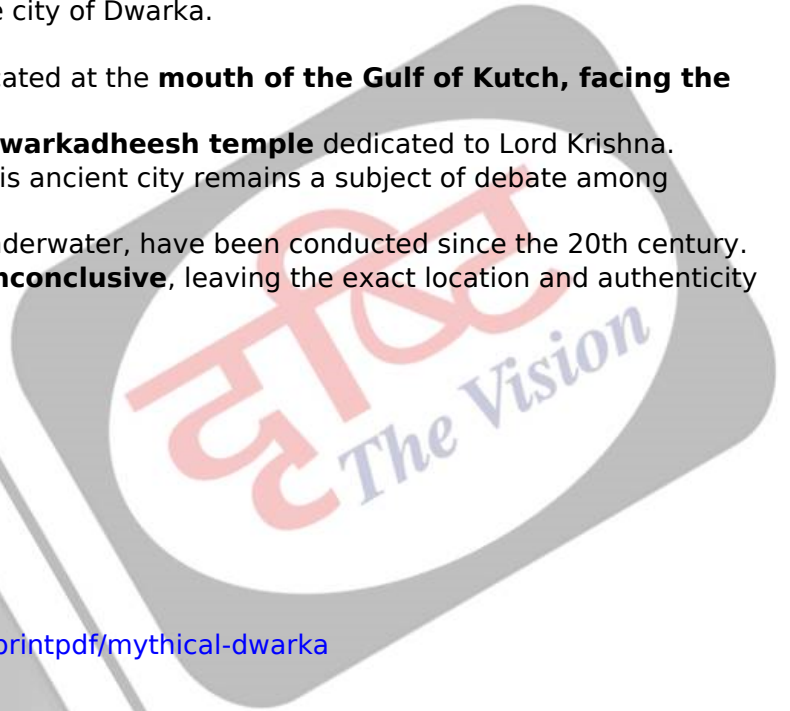 e city of Dwarka.
cated at the mouth of the Gulf of Kutch, facing the
warkadheesh temple dedicated to Lord Krishna.
is ancient city remains a subject of debate among
nderwater, have been conducted since the 20th century.
nconclusive, leaving the exact location and authenticity
दृष्टि
The Vision
printpdf/mythical-dwarka